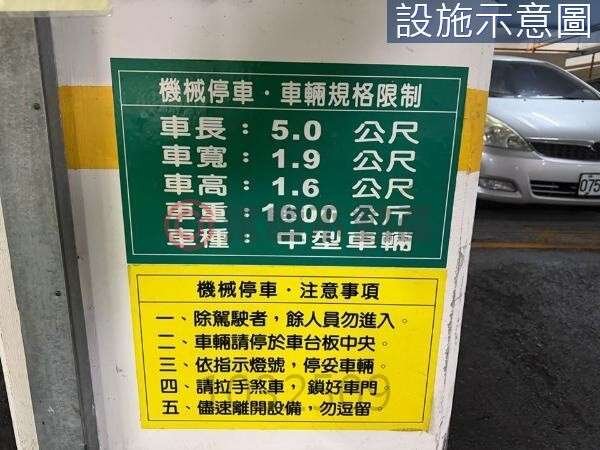 設施示意圖
機械停車·車輛規格限制
車長：5.0 公尺
車寬：1.9 公尺
車高：1.6 公尺
車重：1600公斤
車種：中型車輛
機械停車·注意事項
一、除駕駛者，餘人員勿進入。
二、車輛請停於車台板中央。
三、依指示燈號，停妥車輛。
四、請拉手煞車，鎖好車門。
五、儘速離開設備，勿逗留。
075